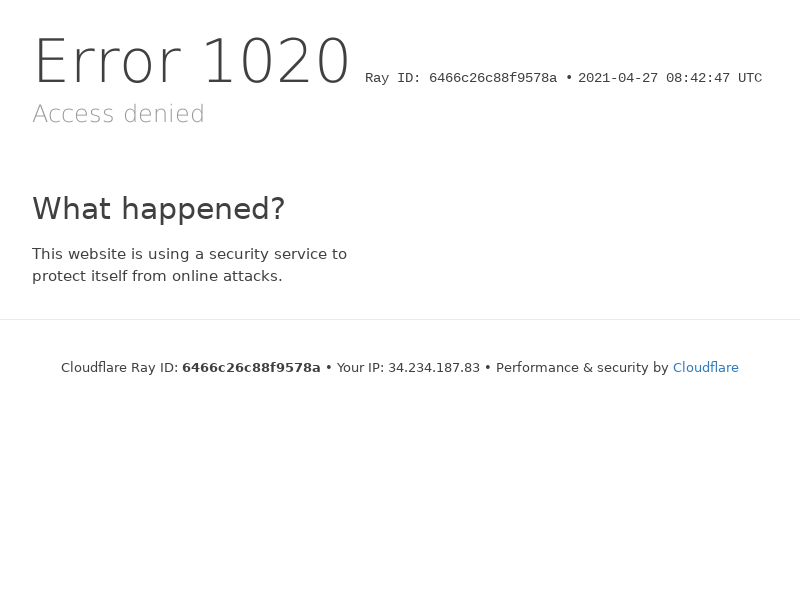 Error 1020 Ray ID: 6466c26c88f9578a • 2021-04-27 08:42:47 UTC
Access denied
What happened?
This website is using a security service to
protect itself from online attacks.
Cloudflare Ray ID: 6466c26c88f9578a • Your IP: 34.234.187.83 • Performance & security by Cloudflare